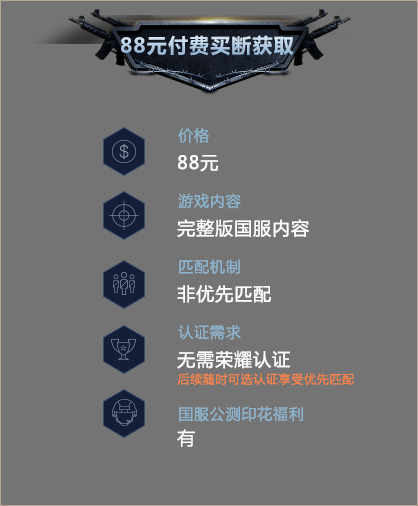 88元付费买断获取
价格
88元
游戏内容
完整版国服内容
匹配机制
非优先匹配
认证需求
无需荣耀认证
后续随时可选认证享受优先匹配
国服公测印花福利
有